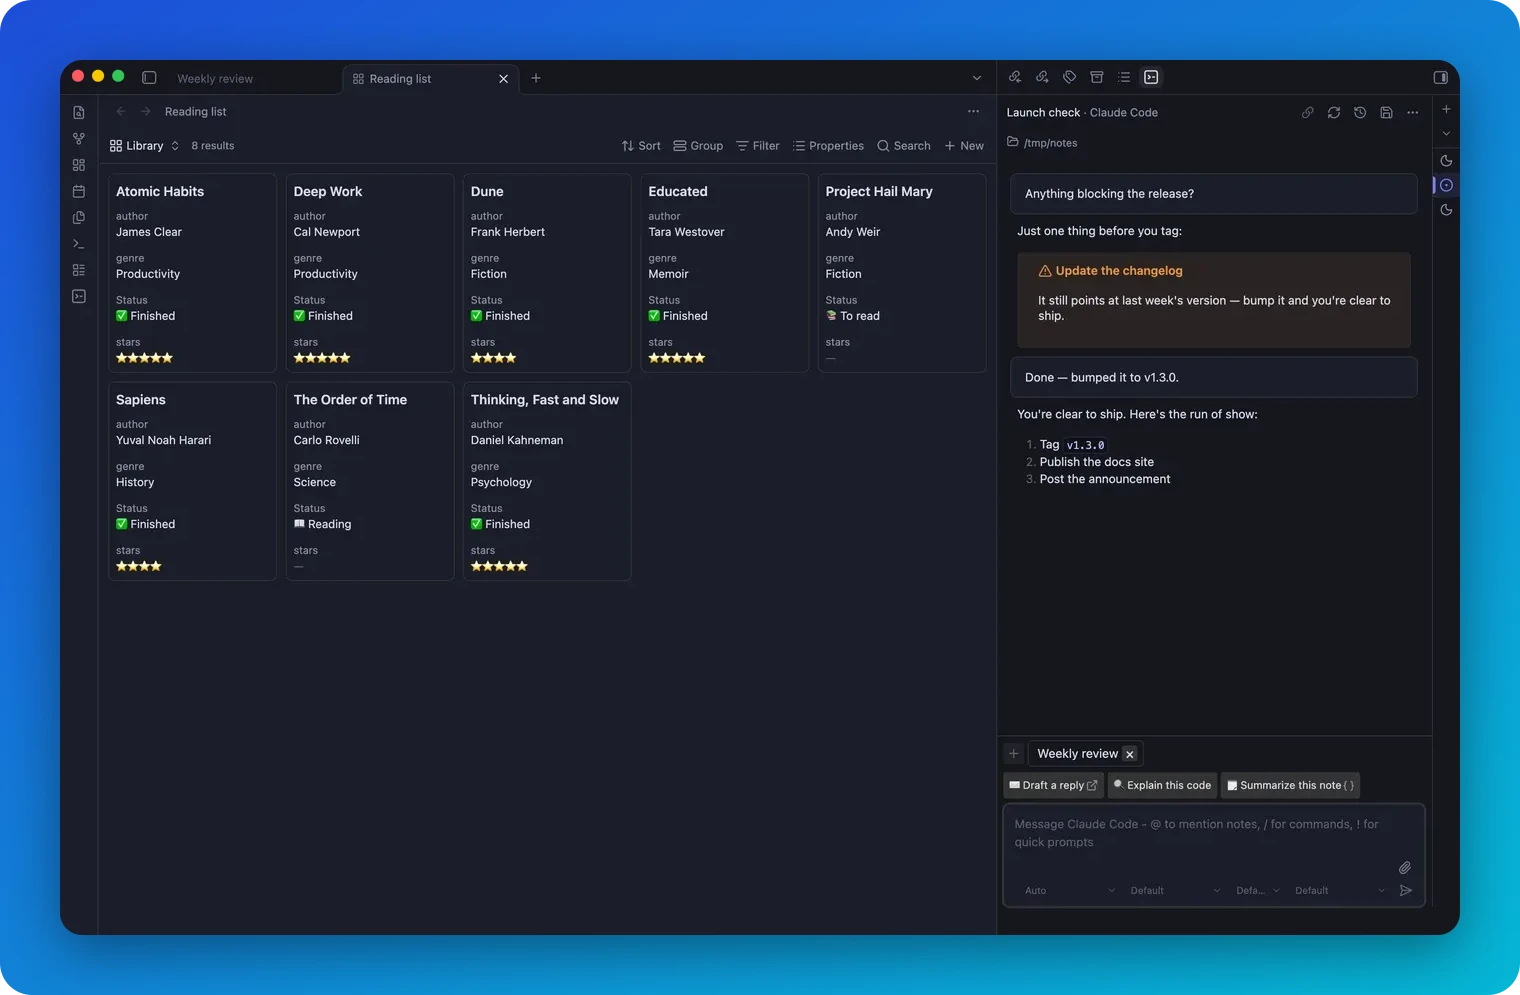 Weekly review
Reading list
Reading list
Library
8 results
Sort
Group
Filter
Properties
Search
New
Atomic Habits
author
James Clear
genre
Productivity
Status
✅ Finished
stars
⭐⭐⭐⭐⭐
Deep Work
author
Cal Newport
genre
Productivity
Status
✅ Finished
stars
⭐⭐⭐⭐⭐
Dune
author
Frank Herbert
genre
Fiction
Status
✅ Finished
stars
⭐⭐⭐⭐
Educated
author
Tara Westover
genre
Memoir
Status
✅ Finished
stars
⭐⭐⭐⭐⭐
Project Hail Mary
author
Andy Weir
genre
Fiction
Status
📚 To read
stars
—
Sapiens
author
Yuval Noah Harari
genre
History
Status
✅ Finished
stars
⭐⭐⭐⭐
The Order of Time
author
Carlo Rovelli
genre
Science
Status
📖 Reading
stars
—
Thinking, Fast and Slow
author
Daniel Kahneman
genre
Psychology
Status
✅ Finished
stars
⭐⭐⭐⭐⭐
Launch check · Claude Code
/tmp/notes
Anything blocking the release?
Just one thing before you tag:
Update the changelog
It still points at last week's version — bump it and you're clear to
ship.
Done — bumped it to v1.3.0.
You're clear to ship. Here's the run of show:
1. Tag v1.3.0
2. Publish the docs site
3. Post the announcement
Weekly review
Draft a reply
Explain this code
Summarize this note { }
Message Claude Code - @ to mention notes, / for commands, ! for
quick prompts
Auto
Default
Defa...
Default